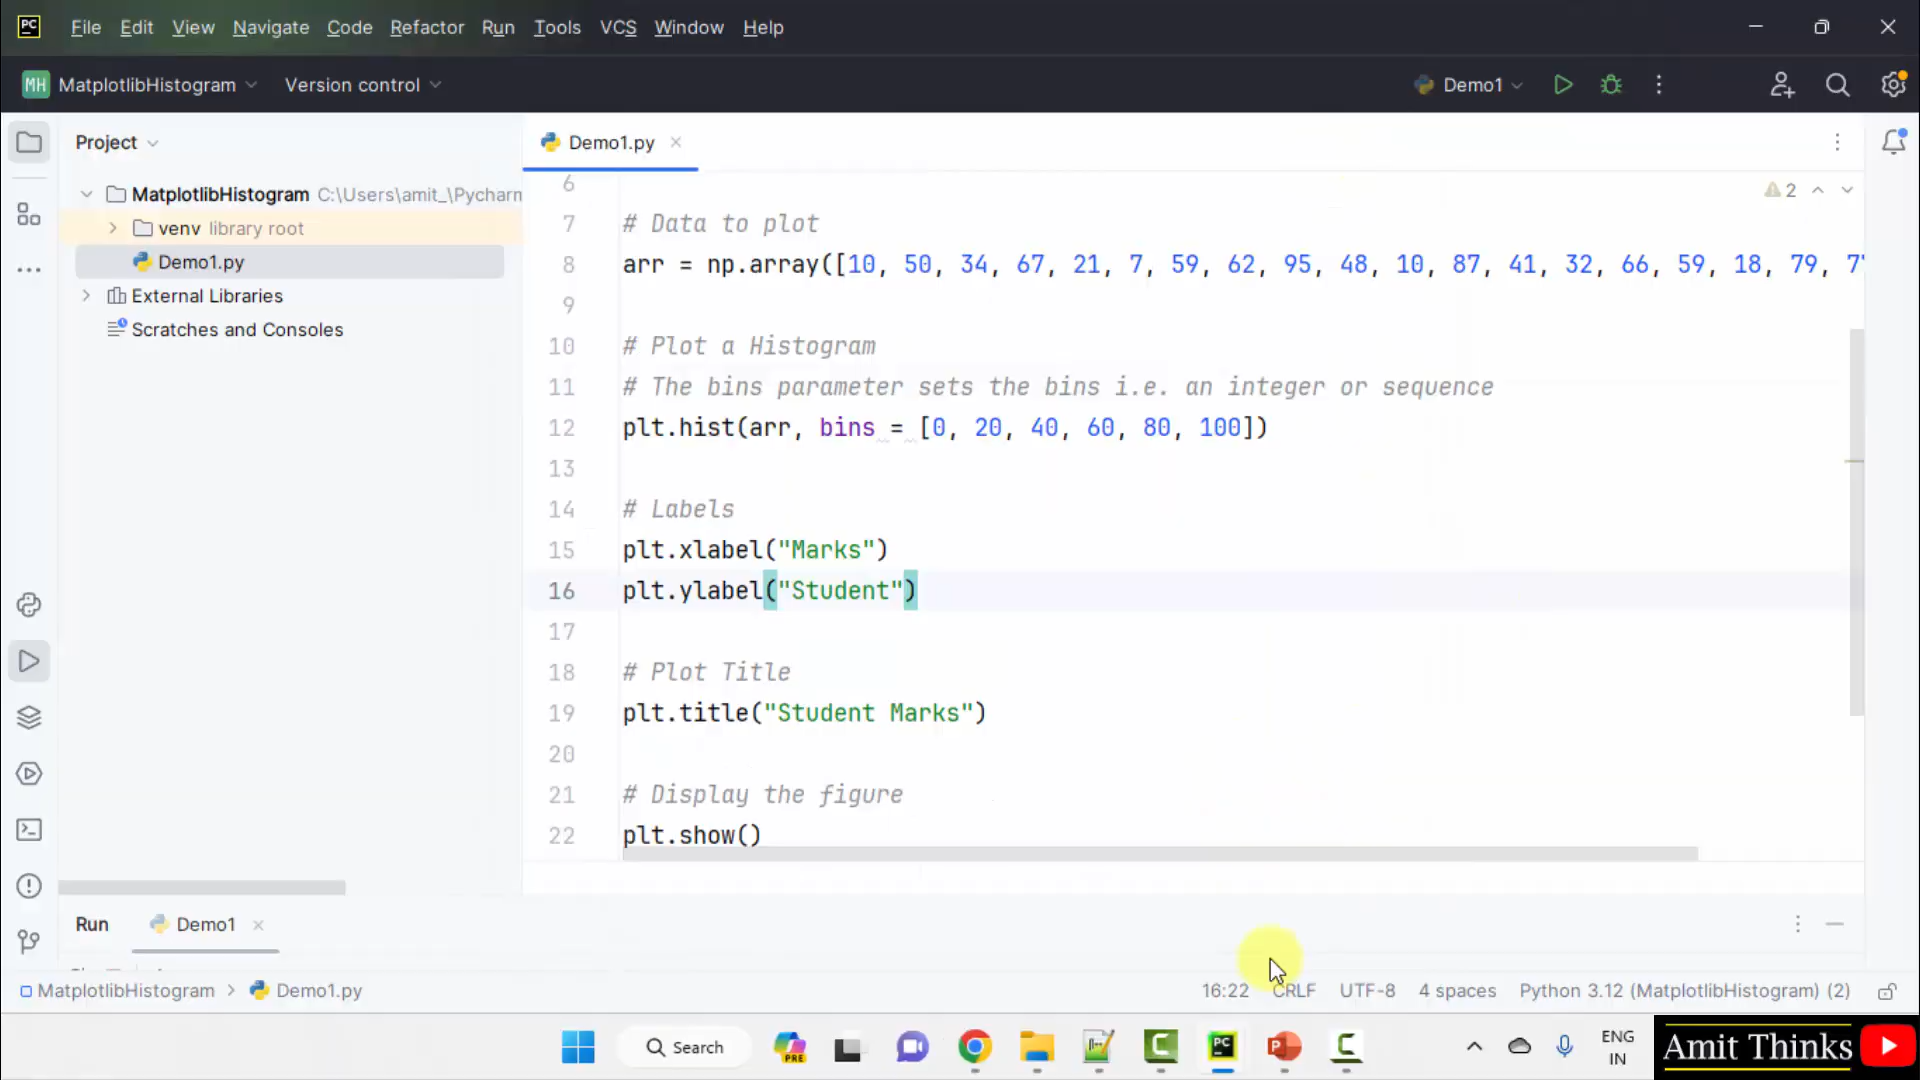 PC File Edit View Navigate Code Refactor Run Tools VCS Window Help
MH MatplotlibHistogram Version control Demo1
Project Demo1.py
MatplotlibHistogram C:\Users\amit_\Pycharm
venv library root
Demo1.py
External Libraries
Scratches and Consoles
2
6
7 # Data to plot
8 arr = np.array([10, 50, 34, 67, 21, 7, 59, 62, 95, 48, 10, 87, 41, 32, 66, 59, 18, 79, 7
9
10 # Plot a Histogram
11 # The bins parameter sets the bins i.e. an integer or sequence
12 plt.hist(arr, bins = [0, 20, 40, 60, 80, 100])
13
14 # Labels
15 plt.xlabel("Marks")
16 plt.ylabel("Student")
17
18 # Plot Title
19 plt.title("Student Marks")
20
21 # Display the figure
22 plt.show()
Run Demo1
MatplotlibHistogram > Demo1.py 16:22 CRLF UTF-8 4 spaces Python 3.12 (MatplotlibHistogram) (2)
Search PRE PC P ENG
IN
Amit Thinks